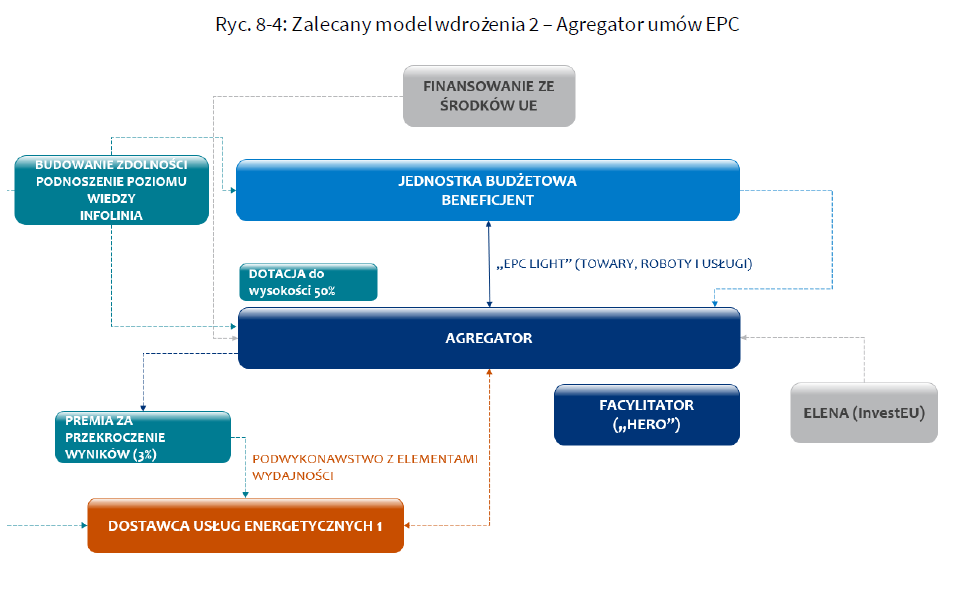 Ryc. 8-4: Zalecany model wdrożenia 2 – Agregator umów EPC
FINANSOWANIE ZE
ŚRODKÓW UE
BUDOWANIE ZDOLNOŚCI
PODNOSZENIE POZIOMU
WIEDZY
INFOLINIA
JEDNOSTKA BUDŻETOWA
BENEFICJENT
„EPC LIGHT” (TOWARY, ROBOTY I USŁUGI)
DOTACJA do
wysokości 50%
AGREGATOR
FACYLITATOR
(„HERO”)
ELENA (InvestEU)
PREMIA ZA
PRZEKROCZENIE
WYNIKÓW (3%)
PODWYKONAWSTWO Z ELEMENTAMI
WYDAJNOŚCI
DOSTAWCA USŁUG ENERGETYCZNYCH 1